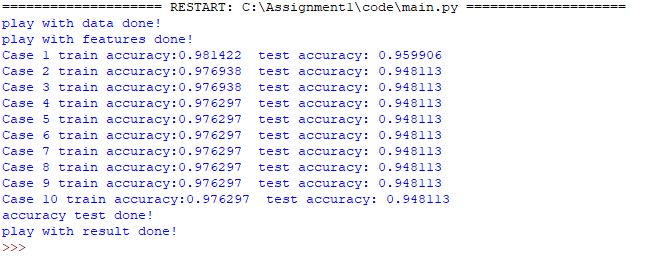 ==================== RESTART: C:\Assignment1\code\main.py ====================
play with data done!
play with features done!
Case 1 train accuracy:0.981422  test accuracy: 0.959906
Case 2 train accuracy:0.976938  test accuracy: 0.948113
Case 3 train accuracy:0.976938  test accuracy: 0.948113
Case 4 train accuracy:0.976297  test accuracy: 0.948113
Case 5 train accuracy:0.976297  test accuracy: 0.948113
Case 6 train accuracy:0.976297  test accuracy: 0.948113
Case 7 train accuracy:0.976297  test accuracy: 0.948113
Case 8 train accuracy:0.976297  test accuracy: 0.948113
Case 9 train accuracy:0.976297  test accuracy: 0.948113
Case 10 train accuracy:0.976297  test accuracy: 0.948113
accuracy test done!
play with result done!
>>>